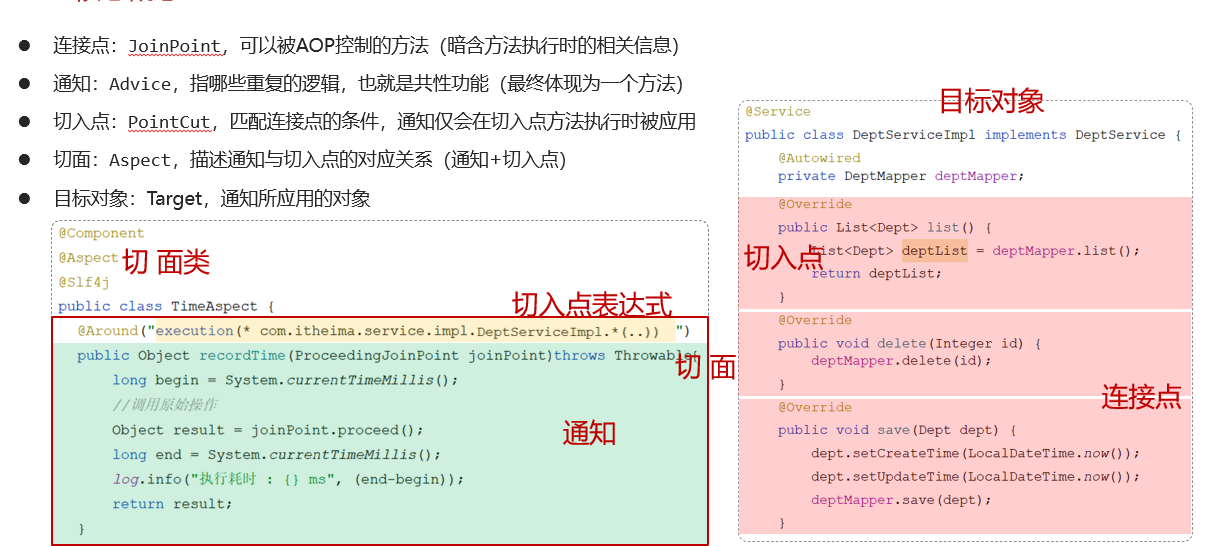 连接点：JoinPoint，可以被AOP控制的方法（暗含方法执行时的相关信息）
通知：Advice，指哪些重复的逻辑，也就是共性功能（最终体现为一个方法）
切入点：PointCut，匹配连接点的条件，通知仅会在切入点方法执行时被应用
切面：Aspect，描述通知与切入点的对应关系（通知+切入点）
目标对象：Target，通知所应用的对象
@Component
@Aspect 切 面类
@Slf4j
public class TimeAspect {
切入点表达式
@Around("execution(* com.itheima.service.impl.DeptServiceImpl.*(..)) ")
public Object recordTime(ProceedingJoinPoint joinPoint)throws Throwable{
切 面
long begin = System.currentTimeMillis();
//调用原始操作
Object result = joinPoint.proceed();
通知
long end = System.currentTimeMillis();
log.info("执行耗时 : {} ms", (end-begin));
return result;
}
目标对象
@Service
public class DeptServiceImpl implements DeptService {
@Autowired
private DeptMapper deptMapper;
@Override
public List<Dept> list() {
切入点
List<Dept> deptList = deptMapper.list();
return deptList;
}
@Override
public void delete(Integer id) {
deptMapper.delete(id);
}
连接点
@Override
public void save(Dept dept) {
dept.setCreateTime(LocalDateTime.now());
dept.setUpdateTime(LocalDateTime.now());
deptMapper.save(dept);
}